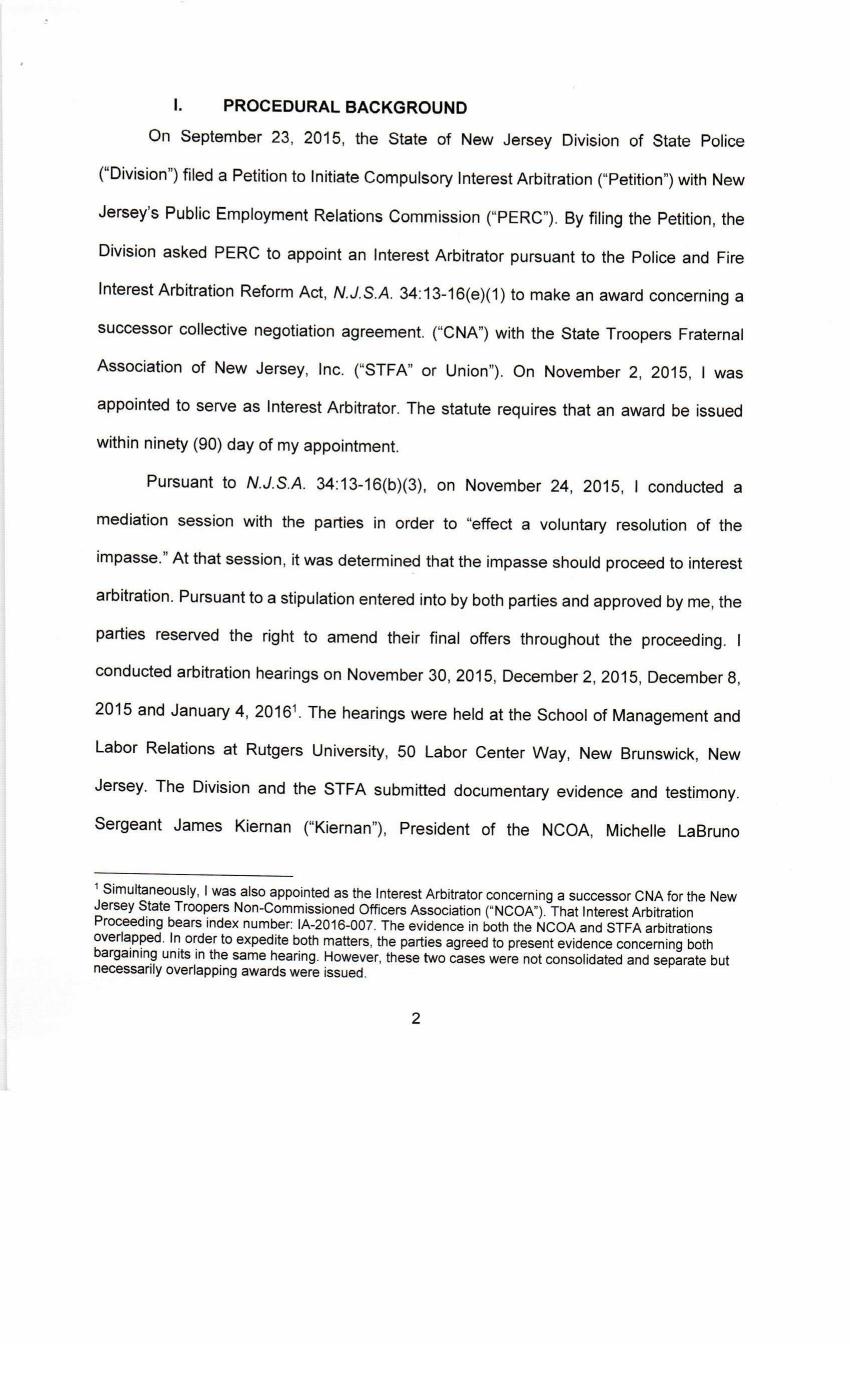 I. PROCEDURAL BACKGROUND
On September 23, 2015, the State of New Jersey Division of State Police
(“Division”) filed a Petition to Initiate Compulsory Interest Arbitration (“Petition”) with New
Jersey’s Public Employment Relations Commission (“PERC”). By filing the Petition, the
Division asked PERC to appoint an Interest Arbitrator pursuant to the Police and Fire
Interest Arbitration Reform Act, N.J.S.A. 34:13-16(e)(1) to make an award concerning a
successor collective negotiation agreement. (“CNA”) with the State Troopers Fraternal
Association of New Jersey, Inc. (“STFA” or Union”). On November 2, 2015, I was
appointed to serve as Interest Arbitrator. The statute requires that an award be issued
within ninety (90) day of my appointment.
Pursuant to N.J.S.A. 34:13-16(b)(3), on November 24, 2015, I conducted a
mediation session with the parties in order to “effect a voluntary resolution of the
impasse.” At that session, it was determined that the impasse should proceed to interest
arbitration. Pursuant to a stipulation entered into by both parties and approved by me, the
parties reserved the right to amend their final offers throughout the proceeding. I
conducted arbitration hearings on November 30, 2015, December 2, 2015, December 8,
2015 and January 4, 2016¹. The hearings were held at the School of Management and
Labor Relations at Rutgers University, 50 Labor Center Way, New Brunswick, New
Jersey. The Division and the STFA submitted documentary evidence and testimony.
Sergeant James Kiernan (“Kiernan”), President of the NCOA, Michelle LaBruno
¹ Simultaneously, I was also appointed as the Interest Arbitrator concerning a successor CNA for the New
Jersey State Troopers Non-Commissioned Officers Association (“NCOA”). That Interest Arbitration
Proceeding bears index number: IA-2016-007. The evidence in both the NCOA and STFA arbitrations
overlapped. In order to expedite both matters, the parties agreed to present evidence concerning both
bargaining units in the same hearing. However, these two cases were not consolidated and separate but
necessarily overlapping awards were issued.
2